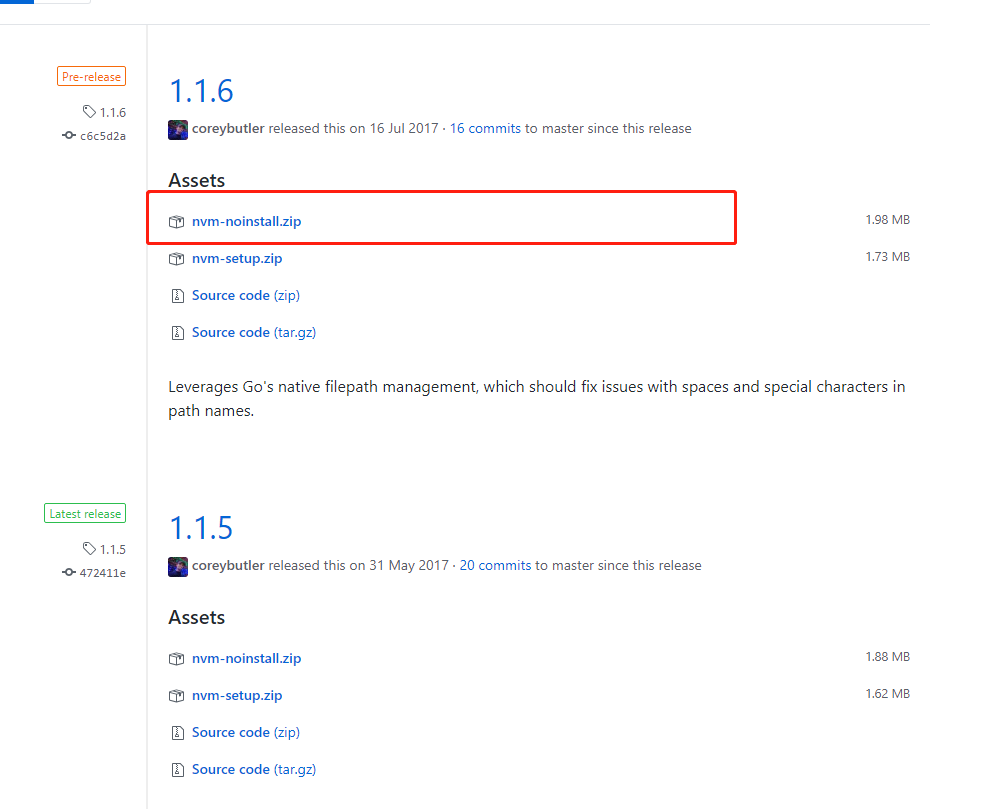 Pre-release
1.1.6
c6c5d2a
1.1.6
coreybutler released this on 16 Jul 2017 · 16 commits to master since this release
Assets
nvm-noinstall.zip 1.98 MB
nvm-setup.zip 1.73 MB
Source code (zip)
Source code (tar.gz)
Leverages Go's native filepath management, which should fix issues with spaces and special characters in
path names.
Latest release
1.1.5
472411e
1.1.5
coreybutler released this on 31 May 2017 · 20 commits to master since this release
Assets
nvm-noinstall.zip 1.88 MB
nvm-setup.zip 1.62 MB
Source code (zip)
Source code (tar.gz)